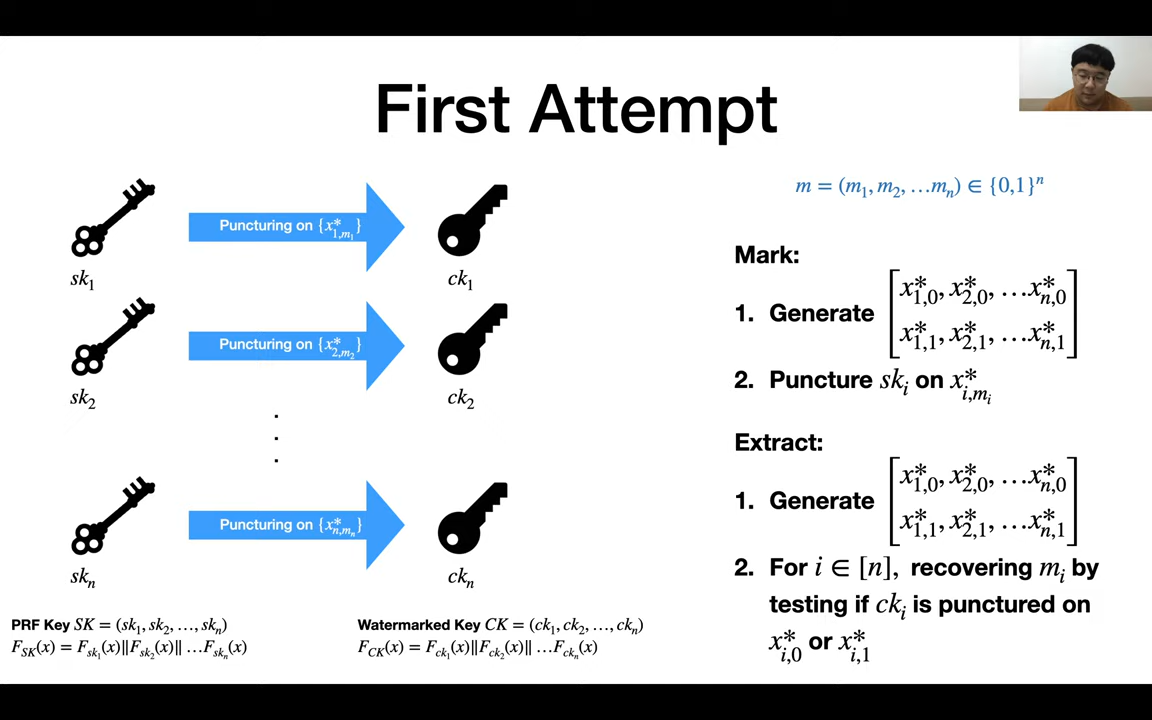 First Attempt
Puncturing on {x*_{1,m_1}}
sk_1
ck_1
Puncturing on {x*_{2,m_2}}
sk_2
ck_2
.
.
.
Puncturing on {x*_{n,m_n}}
sk_n
ck_n
PRF Key SK = (sk_1, sk_2, …, sk_n)
F_{SK}(x) = F_{sk_1}(x)‖F_{sk_2}(x)‖ …F_{sk_n}(x)
Watermarked Key CK = (ck_1, ck_2, …, ck_n)
F_{CK}(x) = F_{ck_1}(x)‖F_{ck_2}(x)‖ …F_{ck_n}(x)
m = (m_1, m_2, …m_n) ∈ {0,1}^n
Mark:
1. Generate [x*_{1,0}, x*_{2,0}, …x*_{n,0}
x*_{1,1}, x*_{2,1}, …x*_{n,1}]
2. Puncture sk_i on x*_{i,m_i}
Extract:
1. Generate [x*_{1,0}, x*_{2,0}, …x*_{n,0}
x*_{1,1}, x*_{2,1}, …x*_{n,1}]
2. For i ∈ [n], recovering m_i by
testing if ck_i is punctured on
x*_{i,0} or x*_{i,1}